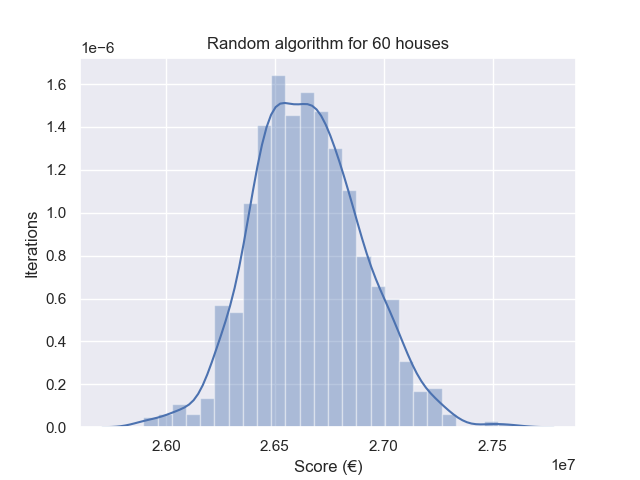 Random algorithm for 60 houses
1e−6
1.6
1.4
1.2
1.0
0.8
0.6
0.4
0.2
0.0
Iterations
2.60 2.65 2.70 2.75
Score (€)
1e7